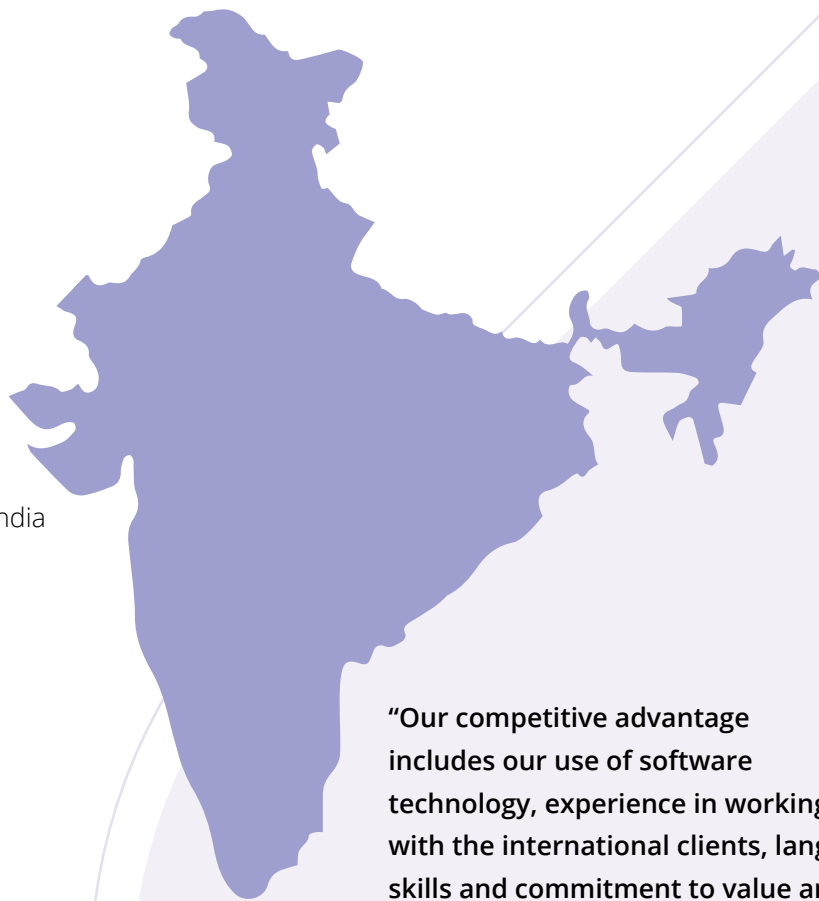 ndia
“Our competitive advantage
includes our use of software
technology, experience in working
with the international clients, lang
skills and commitment to value an